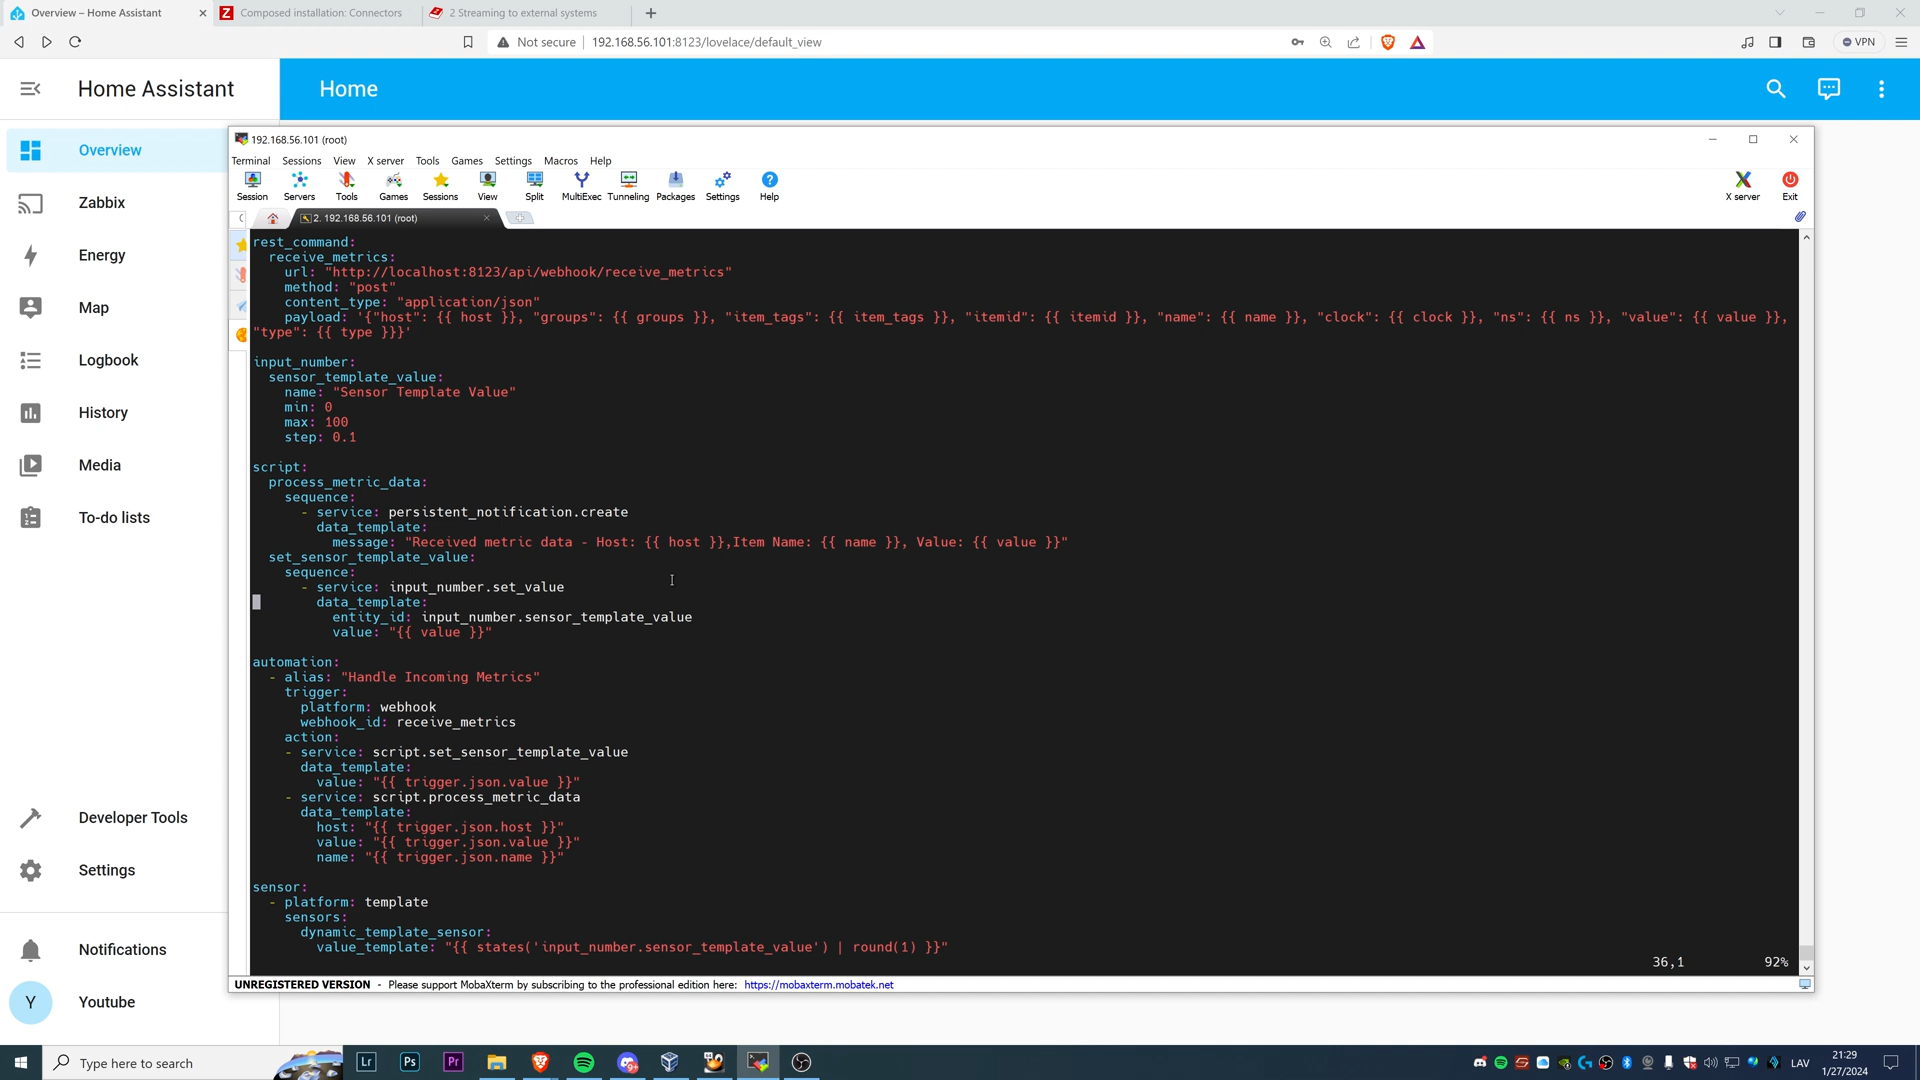 Overview – Home Assistant
Composed installation: Connectors
2 Streaming to external systems
Not secure
192.168.56.101:8123/lovelace/default_view
VPN
Home Assistant
Home
Overview
Zabbix
Energy
Map
Logbook
History
Media
To-do lists
Developer Tools
Settings
Notifications
Y
Youtube
192.168.56.101 (root)
Terminal Sessions View X server Tools Games Settings Macros Help
Session Servers Tools Games Sessions View Split MultiExec Tunneling Packages Settings Help
X server Exit
2. 192.168.56.101 (root)
rest_command:
receive_metrics:
url: "http://localhost:8123/api/webhook/receive_metrics"
method: "post"
content_type: "application/json"
payload: '{"host": {{ host }}, "groups": {{ groups }}, "item_tags": {{ item_tags }}, "itemid": {{ itemid }}, "name": {{ name }}, "clock": {{ clock }}, "ns": {{ ns }}, "value": {{ value }},
"type": {{ type }}}'
input_number:
sensor_template_value:
name: "Sensor Template Value"
min: 0
max: 100
step: 0.1
script:
process_metric_data:
sequence:
- service: persistent_notification.create
data_template:
message: "Received metric data - Host: {{ host }},Item Name: {{ name }}, Value: {{ value }}"
set_sensor_template_value:
sequence:
- service: input_number.set_value
data_template:
entity_id: input_number.sensor_template_value
value: "{{ value }}"
automation:
- alias: "Handle Incoming Metrics"
trigger:
platform: webhook
webhook_id: receive_metrics
action:
- service: script.set_sensor_template_value
data_template:
value: "{{ trigger.json.value }}"
- service: script.process_metric_data
data_template:
host: "{{ trigger.json.host }}"
value: "{{ trigger.json.value }}"
name: "{{ trigger.json.name }}"
sensor:
- platform: template
sensors:
dynamic_template_sensor:
value_template: "{{ states('input_number.sensor_template_value') | round(1) }}"
36,1 92%
UNREGISTERED VERSION - Please support MobaXterm by subscribing to the professional edition here: https://mobaxterm.mobatek.net
Type here to search
Lr
Ps
Pr
LAV
21:29
1/27/2024